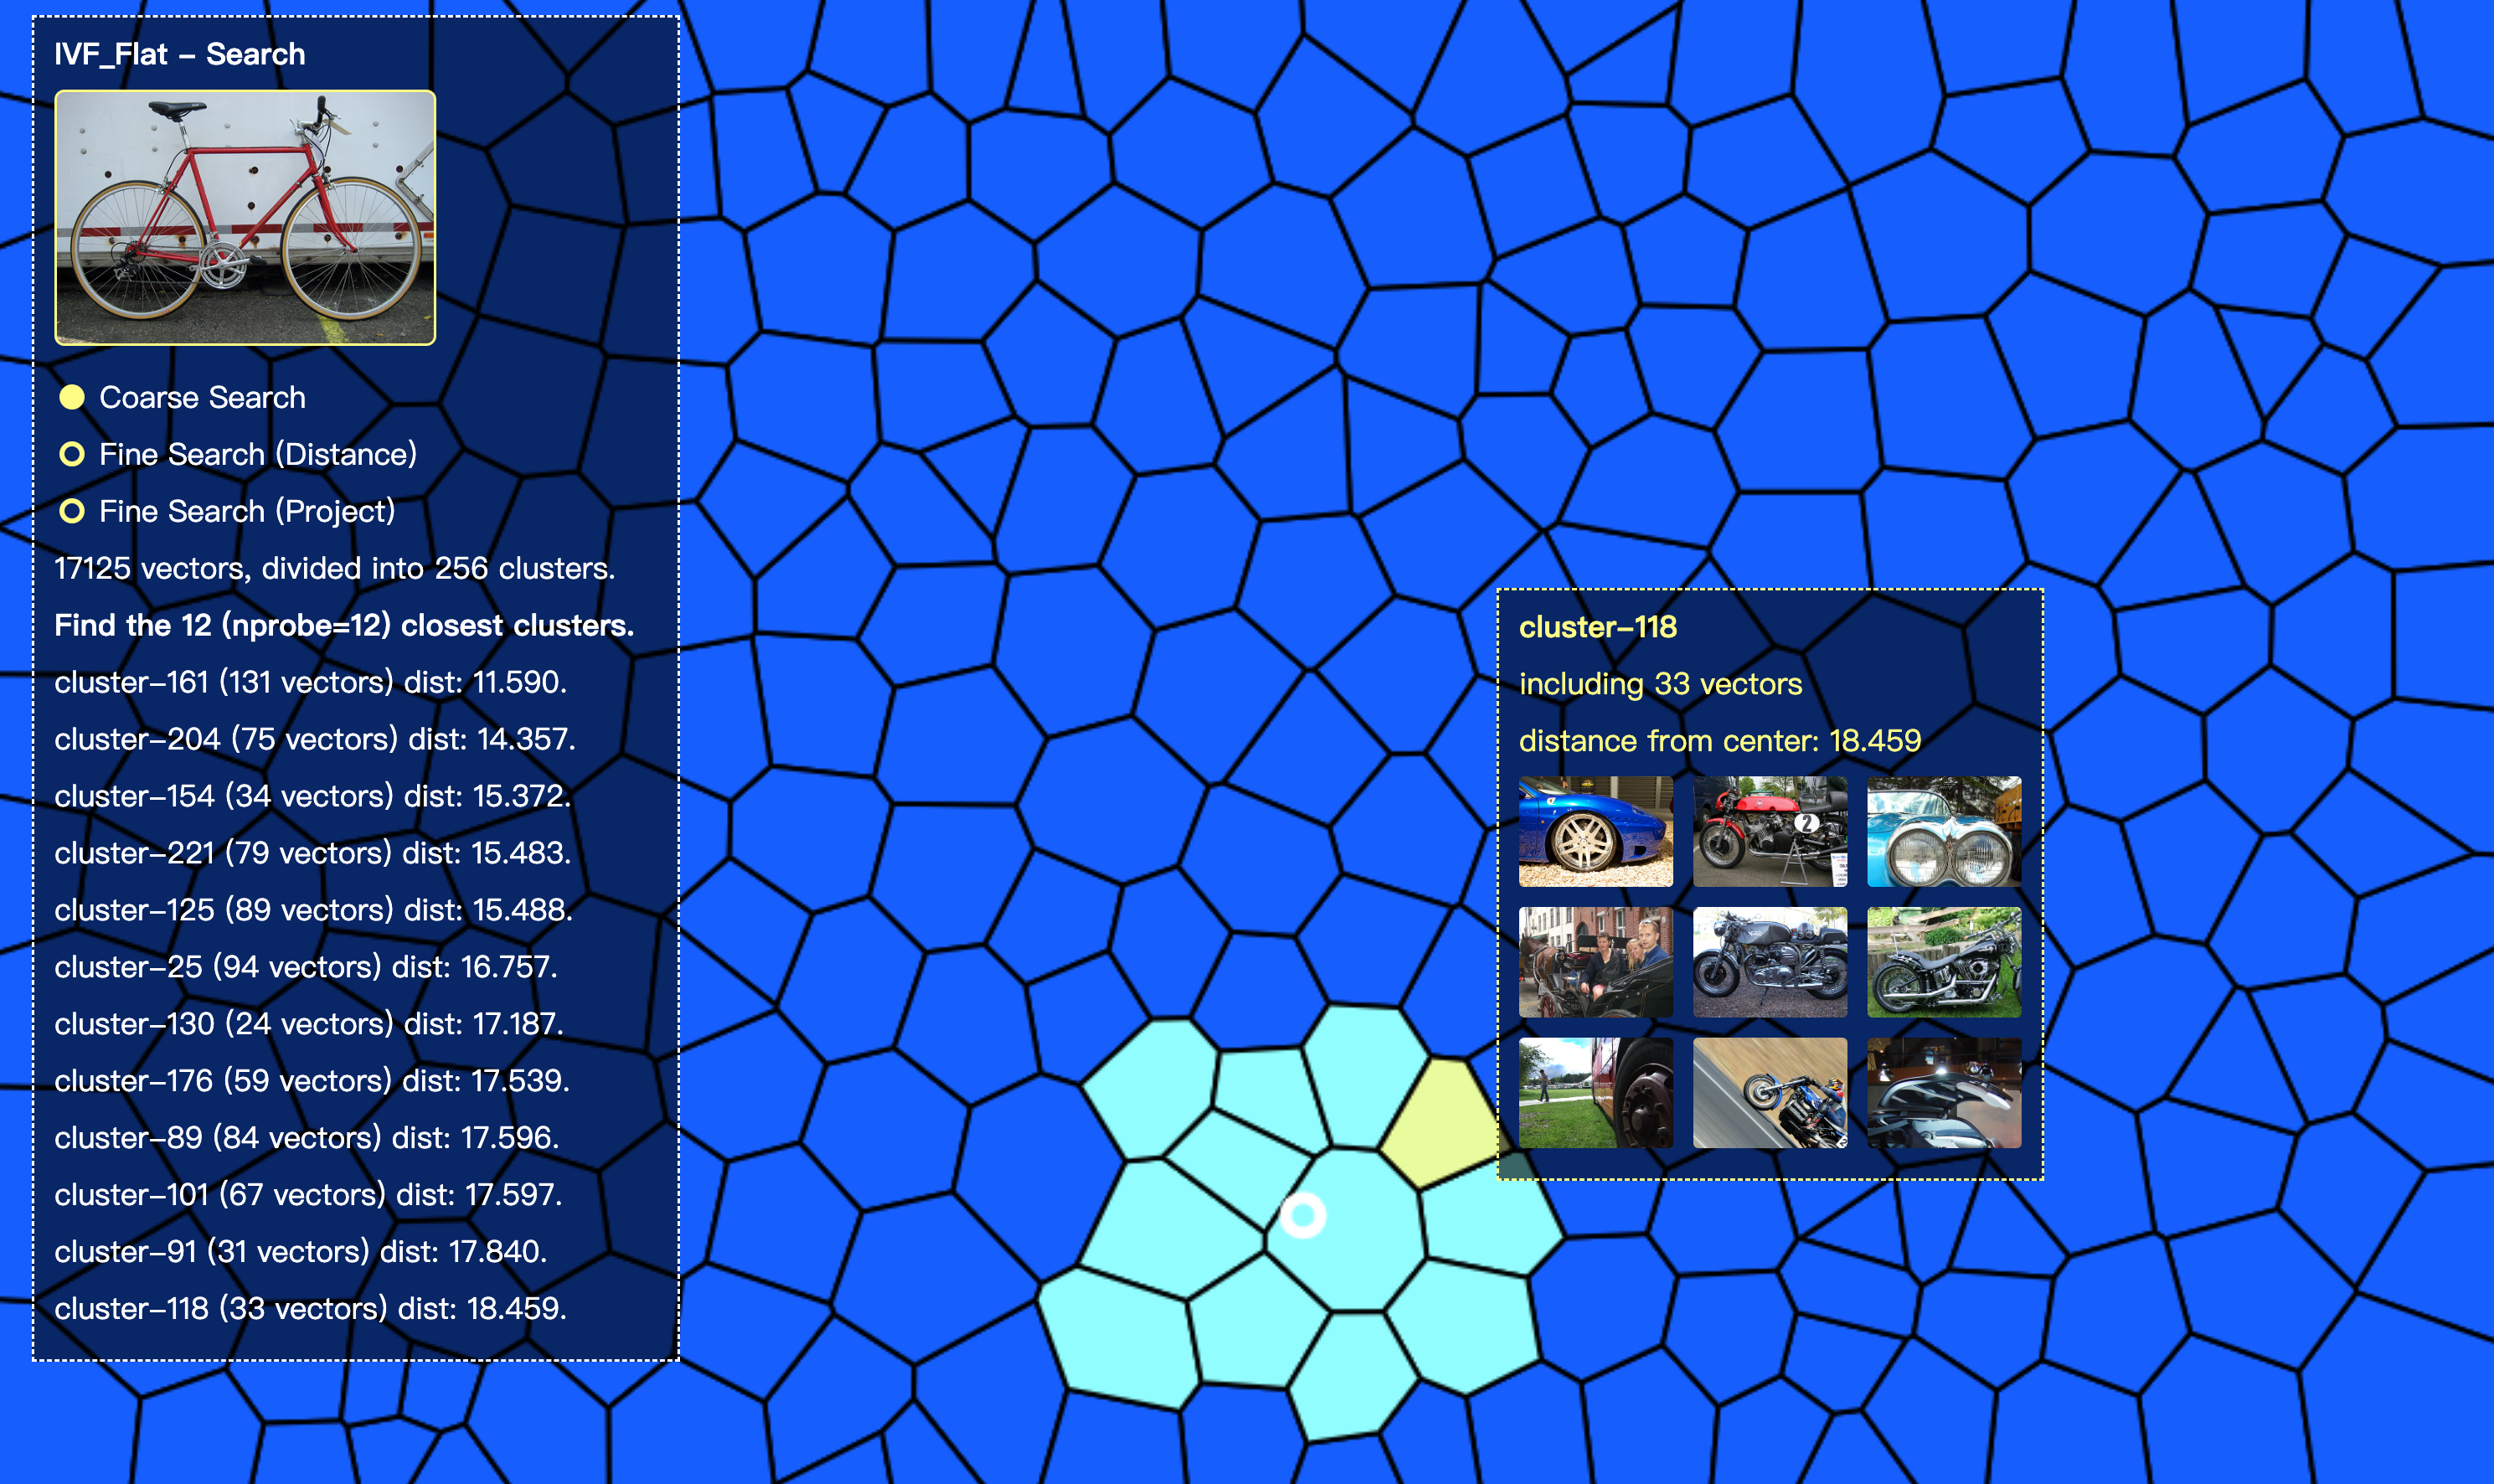 IVF_Flat – Search
Coarse Search
Fine Search (Distance)
Fine Search (Project)
17125 vectors, divided into 256 clusters.
Find the 12 (nprobe=12) closest clusters.
cluster–161 (131 vectors) dist: 11.590.
cluster–204 (75 vectors) dist: 14.357.
cluster–154 (34 vectors) dist: 15.372.
cluster–221 (79 vectors) dist: 15.483.
cluster–125 (89 vectors) dist: 15.488.
cluster–25 (94 vectors) dist: 16.757.
cluster–130 (24 vectors) dist: 17.187.
cluster–176 (59 vectors) dist: 17.539.
cluster–89 (84 vectors) dist: 17.596.
cluster–101 (67 vectors) dist: 17.597.
cluster–91 (31 vectors) dist: 17.840.
cluster–118 (33 vectors) dist: 18.459.
cluster–118
including 33 vectors
distance from center: 18.459
2